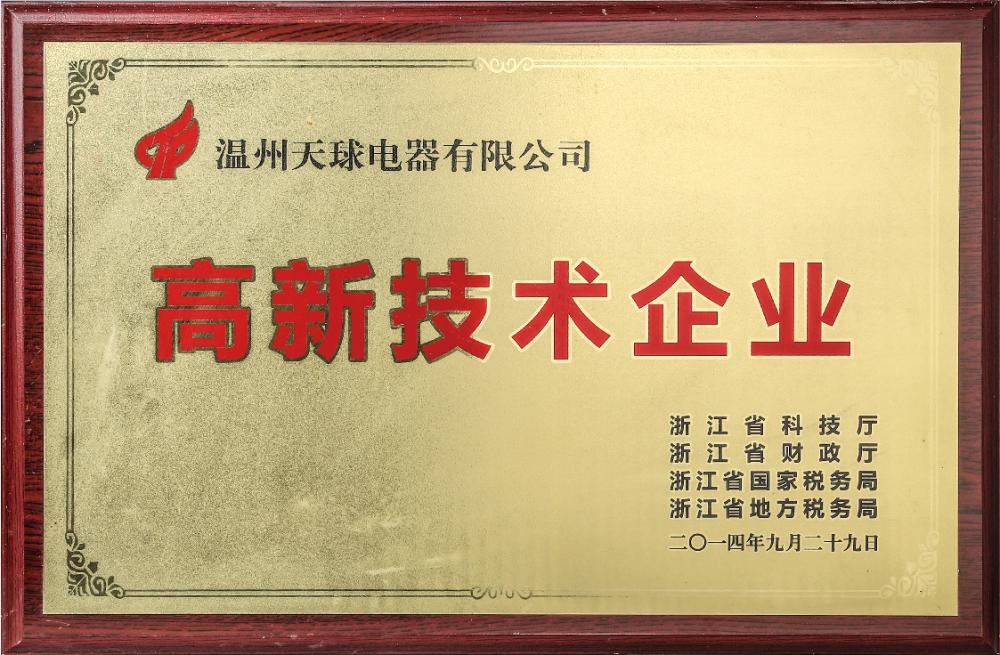 温州天球电器有限公司
高新技术企业
浙江省科技厅
浙江省财政厅
浙江省国家税务局
浙江省地方税务局
二〇一四年九月二十九日